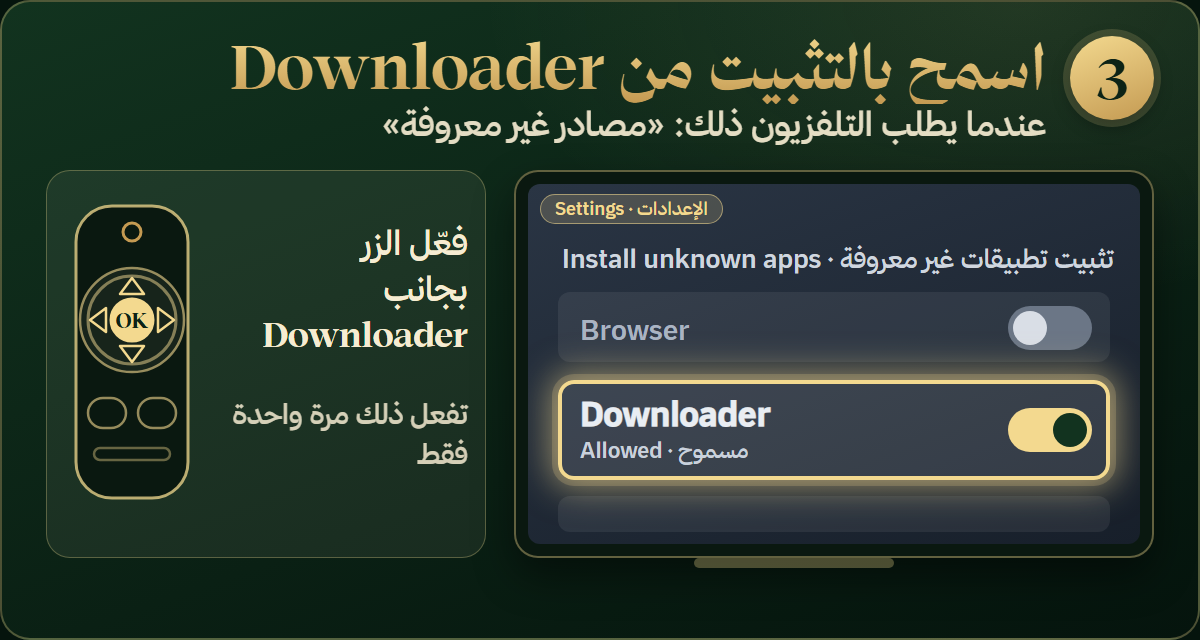 3
اسمح بالتثبيت من Downloader
عندما يطلب التلفزيون ذلك: «مصادر غير معروفة»
Settings · الإعدادات
Install unknown apps · تثبيت تطبيقات غير معروفة
Browser
Downloader
Allowed · مسموح
فعّل الزر
بجانب
Downloader
تفعل ذلك مرة واحدة
فقط
OK